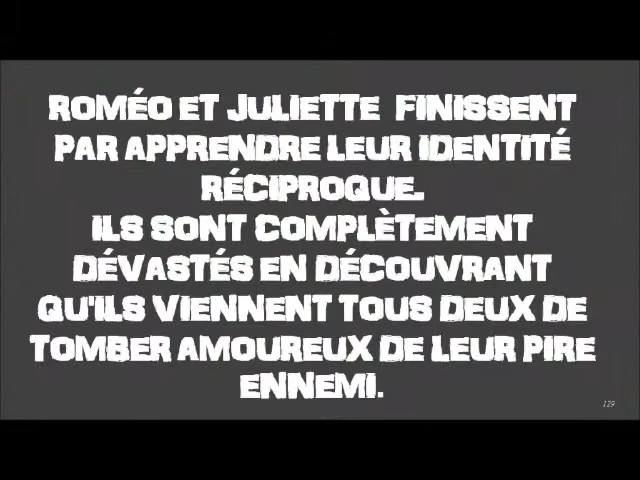 ROMÉO ET JULIETTE FINISSENT
PAR APPRENDRE LEUR IDENTITÉ
RÉCIPROQUE.
ILS SONT COMPLÈTEMENT
DÉVASTÉS EN DÉCOUVRANT
QU'ILS VIENNENT TOUS DEUX DE
TOMBER AMOUREUX DE LEUR PIRE
ENNEMI.
129